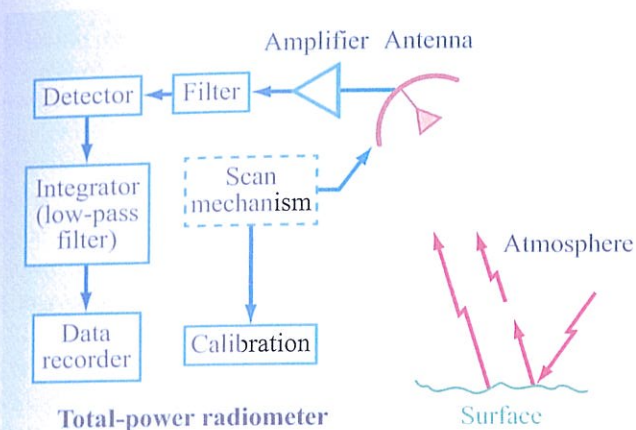 Amplifier Antenna
Detector
Filter
Integrator
(low-pass
filter)
Scan
mechanism
Atmosphere
Data
recorder
Calibration
Total-power radiometer
Surface